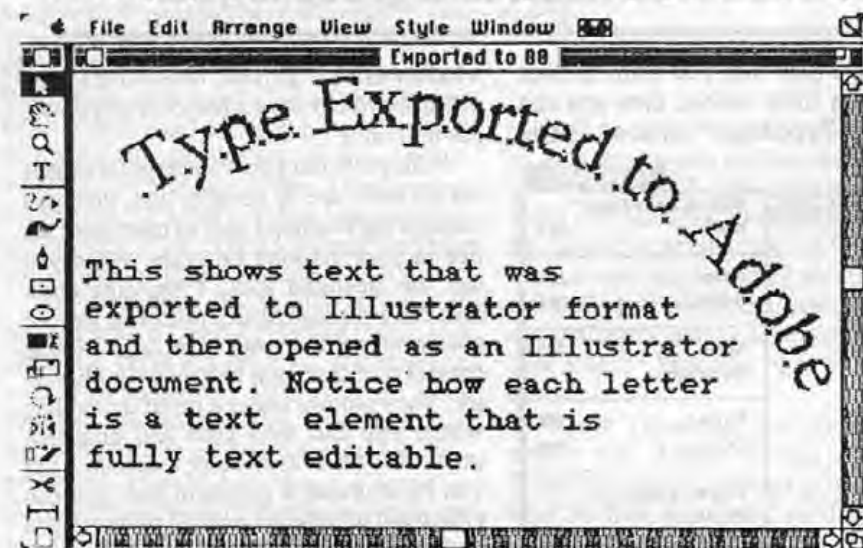 File Edit Arrange View Style Window
Exported to 88
Type Exported to Adobe
T
This shows text that was
exported to Illustrator format
and then opened as an Illustrator
document. Notice how each letter
is a text element that is
fully text editable.